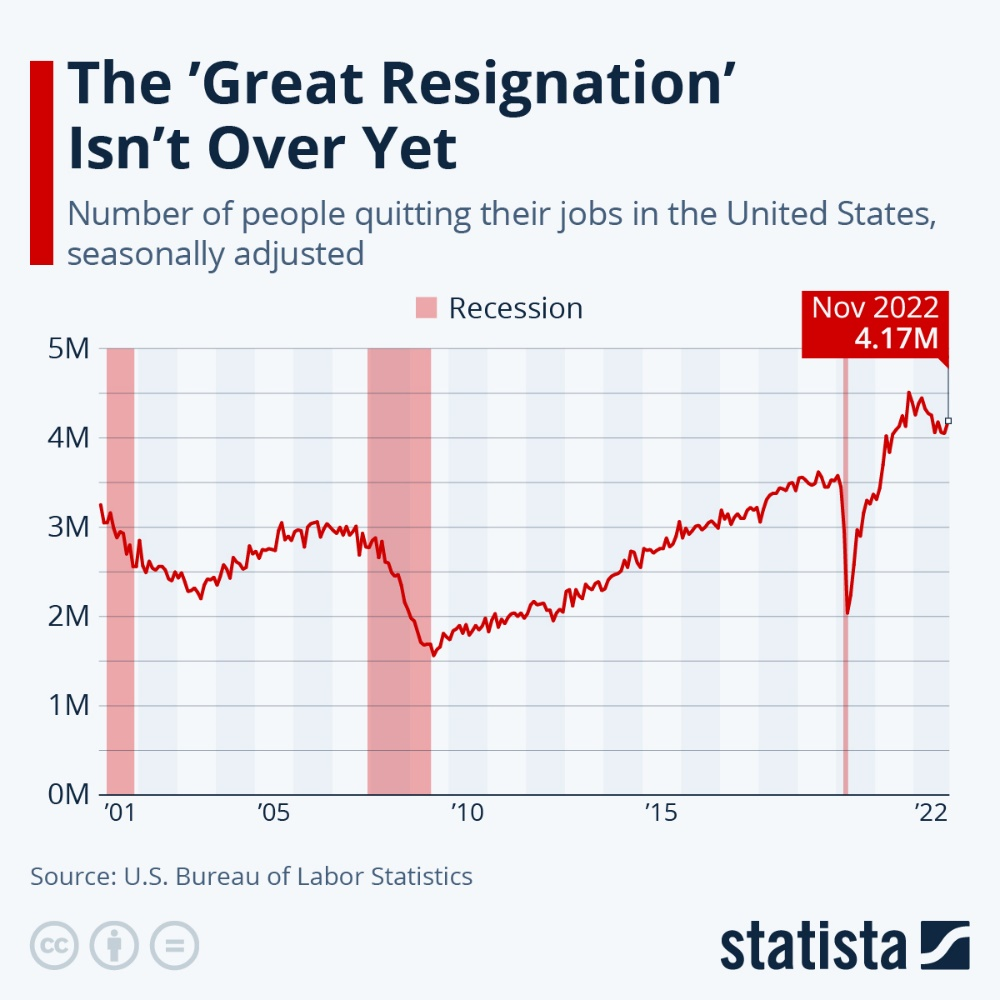 The ’Great Resignation’
Isn’t Over Yet
Number of people quitting their jobs in the United States,
seasonally adjusted
Recession
Nov 2022
4.17M
5M
4M
3M
2M
1M
0M
’01 ’05 ’10 ’15 ’22
Source: U.S. Bureau of Labor Statistics
cc
statista